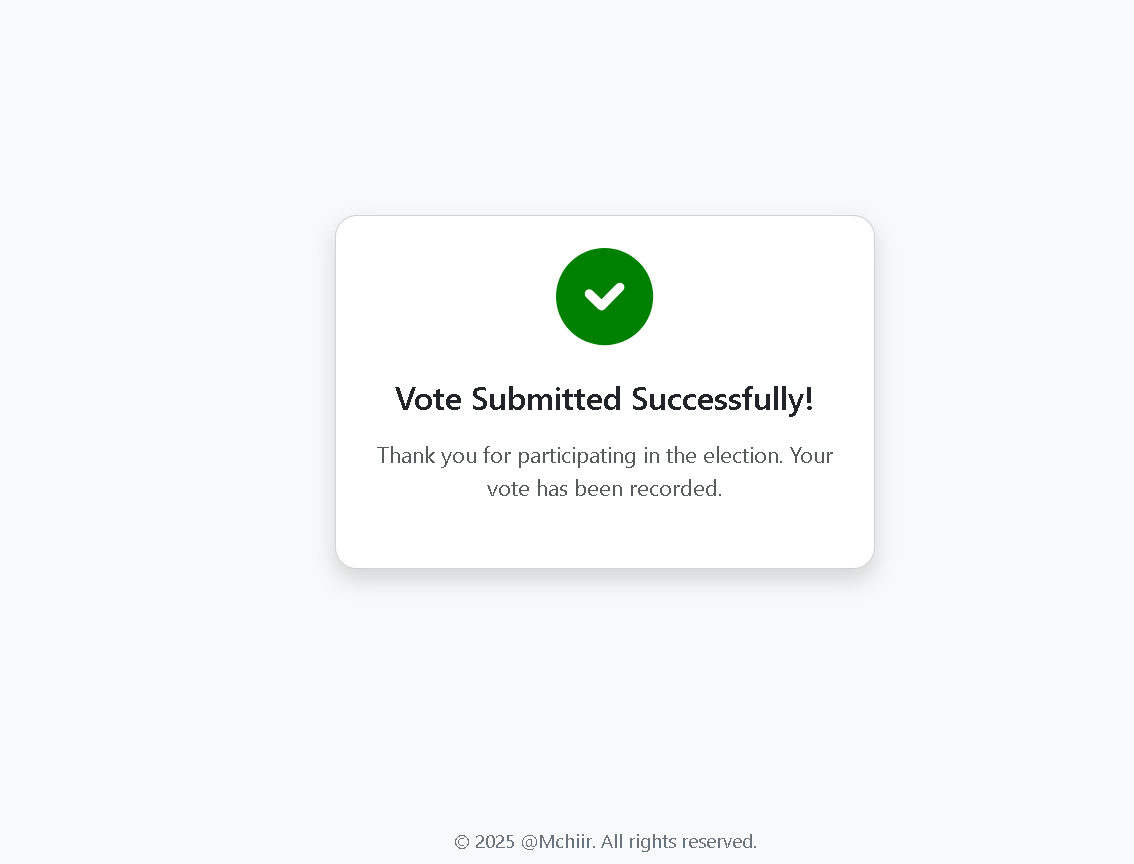 Vote Submitted Successfully!
Thank you for participating in the election. Your
vote has been recorded.
© 2025 @Mchiir. All rights reserved.